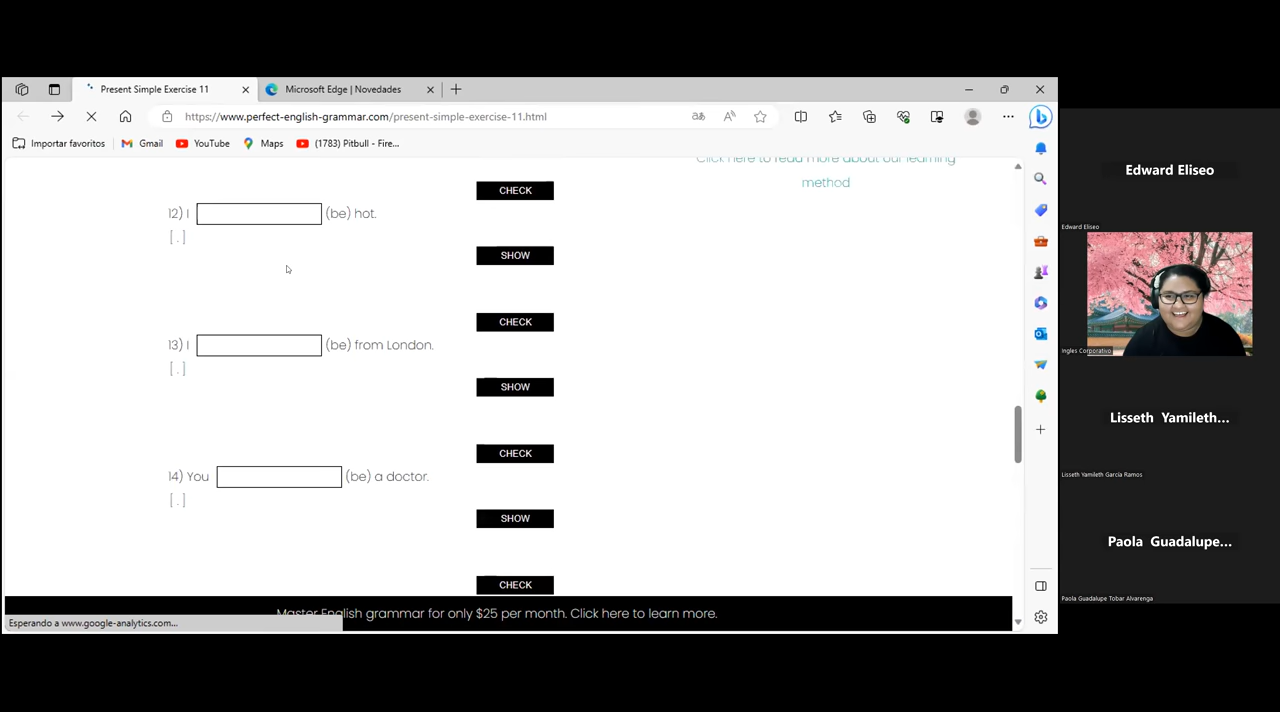 Present Simple Exercise 11
Microsoft Edge | Novedades
https://www.perfect-english-grammar.com/present-simple-exercise-11.html
Importar favoritos
Gmail
YouTube
Maps
(1783) Pitbull - Fire...
Click here to read more about our learning
method
CHECK
12) I (be) hot.
[ . ]
SHOW
CHECK
13) I (be) from London.
[ . ]
SHOW
CHECK
14) You (be) a doctor.
[ . ]
SHOW
CHECK
Master English grammar for only $25 per month. Click here to learn more.
Esperando a www.google-analytics.com...
Edward Eliseo
Edward Eliseo
Ingles Corporativo
Lisseth Yamileth...
Lisseth Yamileth García Ramos
Paola Guadalupe...
Paola Guadalupe Tobar Alvarenga